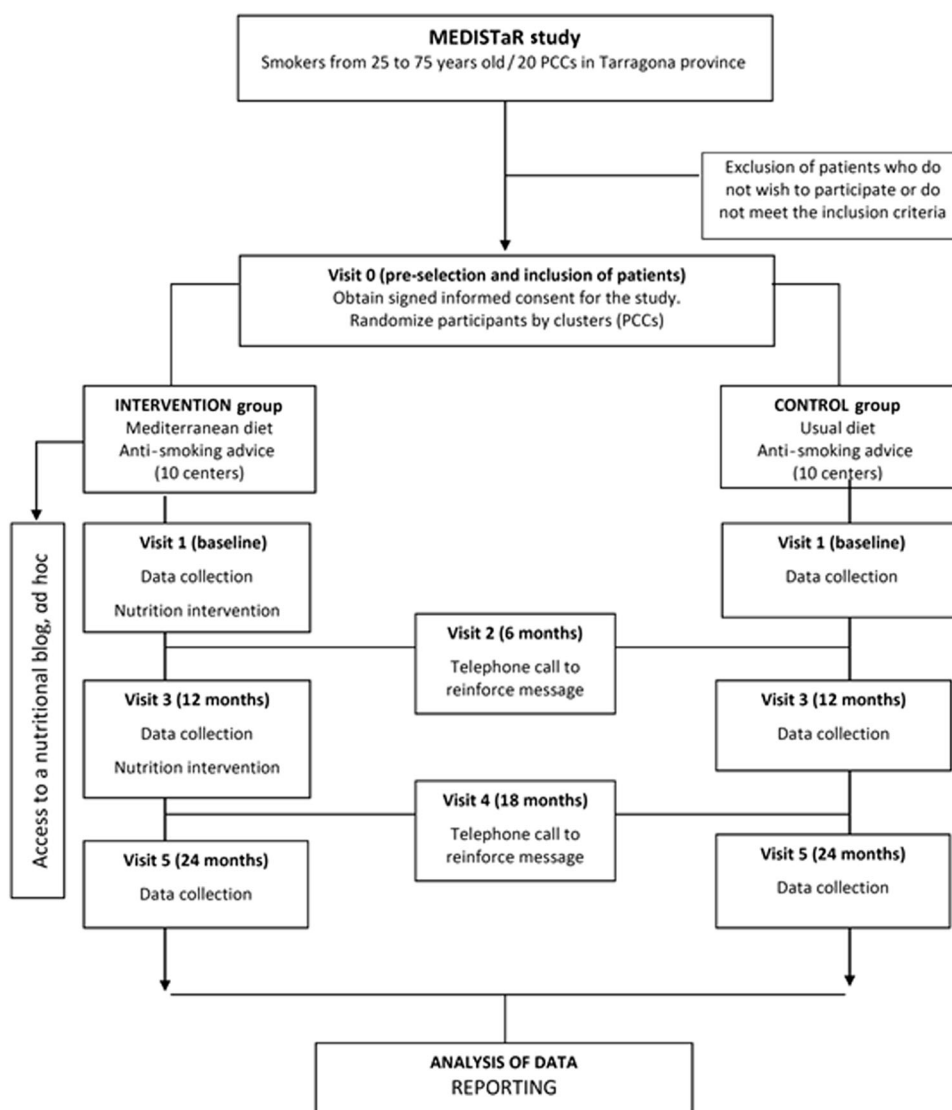 MEDISTaR study
Smokers from 25 to 75 years old / 20 PCCs in Tarragona province
Exclusion of patients who do
not wish to participate or do
not meet the inclusion criteria
Visit 0 (pre-selection and inclusion of patients)
Obtain signed informed consent for the study.
Randomize participants by clusters (PCCs)
INTERVENTION group
Mediterranean diet
Anti-smoking advice
(10 centers)
CONTROL group
Usual diet
Anti-smoking advice
(10 centers)
Access to a nutritional blog, ad hoc
Visit 1 (baseline)
Data collection
Nutrition intervention
Visit 1 (baseline)
Data collection
Visit 2 (6 months)
Telephone call to
reinforce message
Visit 3 (12 months)
Data collection
Nutrition intervention
Visit 3 (12 months)
Data collection
Visit 4 (18 months)
Telephone call to
reinforce message
Visit 5 (24 months)
Data collection
Visit 5 (24 months)
Data collection
ANALYSIS OF DATA
REPORTING